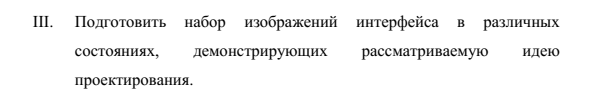 III. Подготовить набор изображений интерфейса в различных
состояниях, демонстрирующих рассматриваемую идею
проектирования.